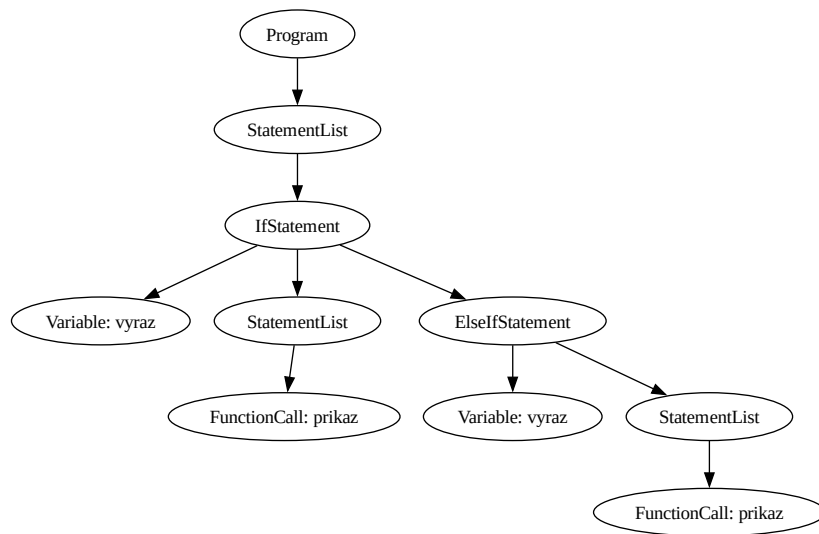 Program
StatementList
IfStatement
Variable: vyraz
StatementList
ElseIfStatement
FunctionCall: prikaz
Variable: vyraz
StatementList
FunctionCall: prikaz